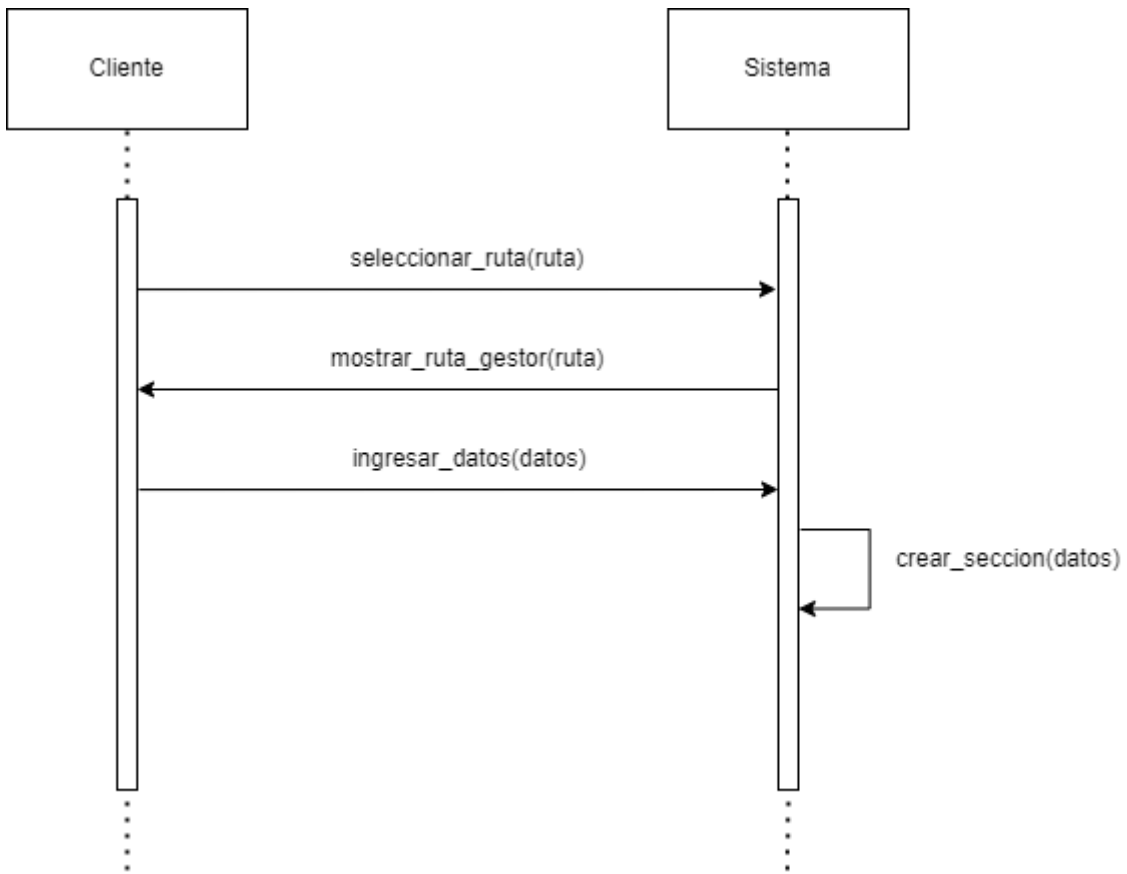 Cliente
Sistema
seleccionar_ruta(ruta)
mostrar_ruta_gestor(ruta)
ingresar_datos(datos)
crear_seccion(datos)